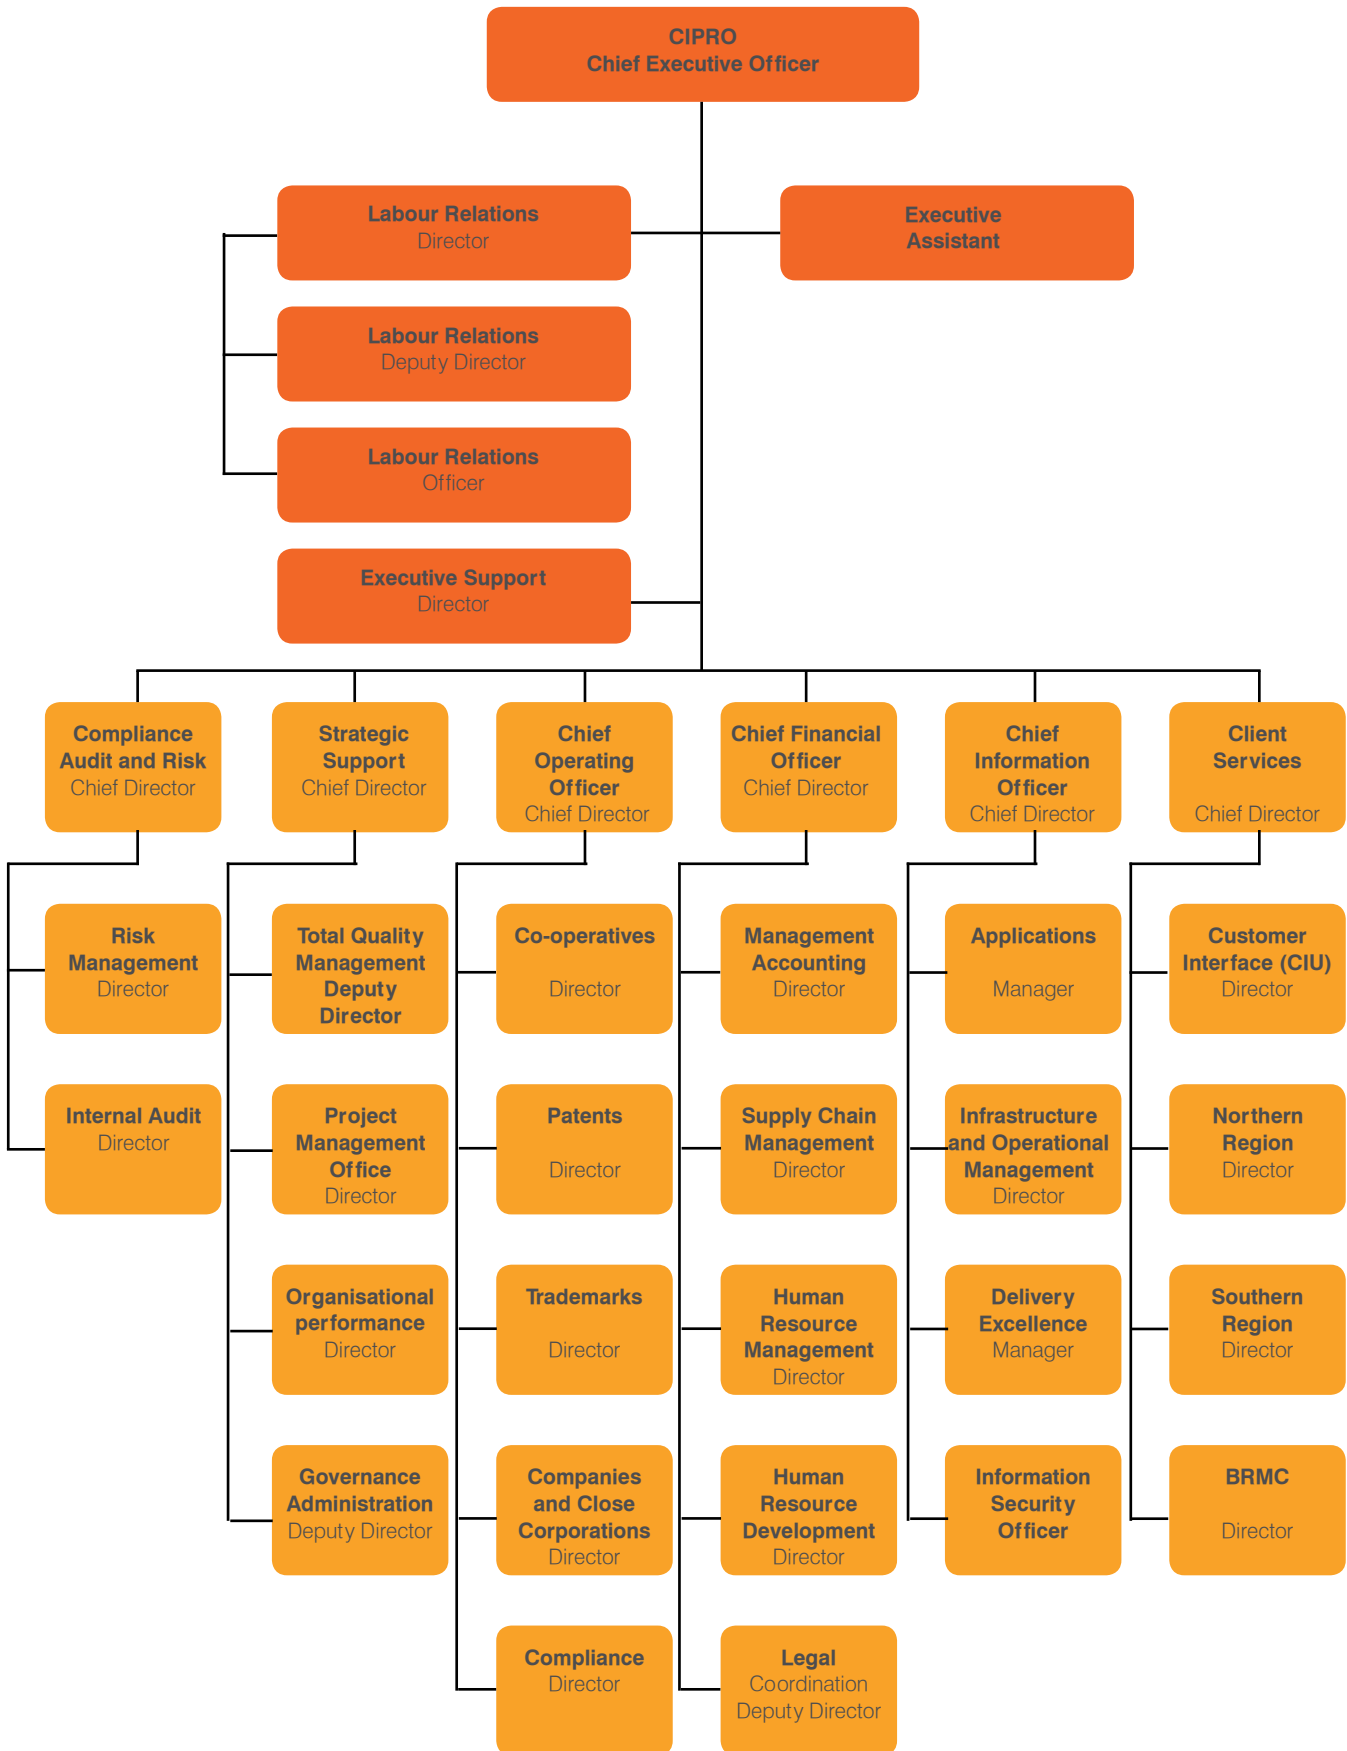 CIPRO
Chief Executive Officer
Labour Relations
Director
Executive
Assistant
Labour Relations
Deputy Director
Labour Relations
Officer
Executive Support
Director
Compliance
Audit and Risk
Chief Director
Strategic
Support
Chief Director
Chief
Operating
Officer
Chief Director
Chief Financial
Officer
Chief Director
Chief
Information
Officer
Chief Director
Client
Services
Chief Director
Risk
Management
Director
Total Quality
Management
Deputy
Director
Co-operatives
Director
Management
Accounting
Director
Applications
Manager
Customer
Interface (CIU)
Director
Internal Audit
Director
Project
Management
Office
Director
Patents
Director
Supply Chain
Management
Director
Infrastructure
and Operational
Management
Director
Northern
Region
Director
Organisational
performance
Director
Trademarks
Director
Human
Resource
Management
Director
Delivery
Excellence
Manager
Southern
Region
Director
Governance
Administration
Deputy Director
Companies
and Close
Corporations
Director
Human
Resource
Development
Director
Information
Security
Officer
BRMC
Director
Compliance
Director
Legal
Coordination
Deputy Director